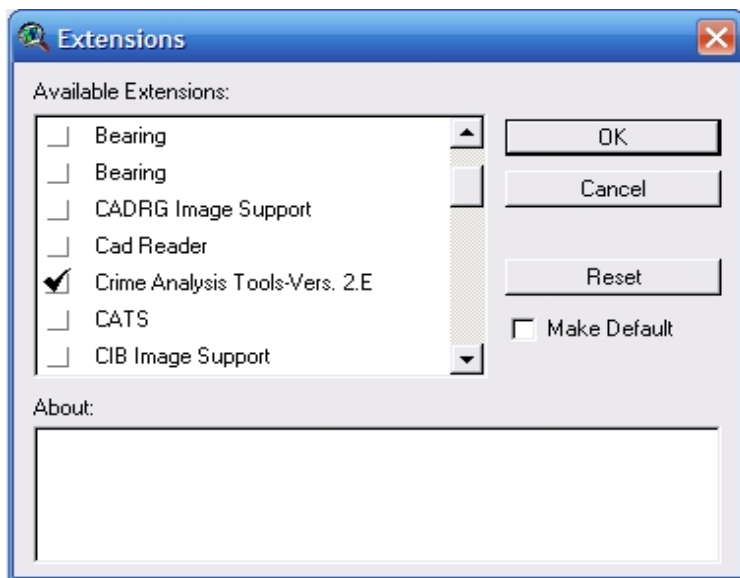 Extensions
Available Extensions:
Bearing
Bearing
CADRG Image Support
Cad Reader
Crime Analysis Tools-Vers. 2.E
CATS
CIB Image Support
OK
Cancel
Reset
Make Default
About: